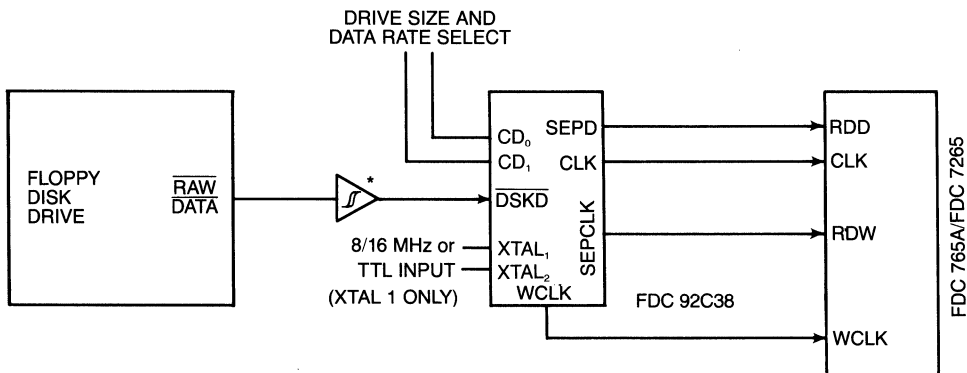 DRIVE SIZE AND
DATA RATE SELECT
FLOPPY
DISK
DRIVE
RAW
DATA
*
CD₀
CD₁
DSKD
8/16 MHz or
TTL INPUT
(XTAL 1 ONLY)
XTAL₁
XTAL₂
WCLK
SEPD
CLK
SEPCLK
FDC 92C38
RDD
CLK
RDW
WCLK
FDC 765A/FDC 7265